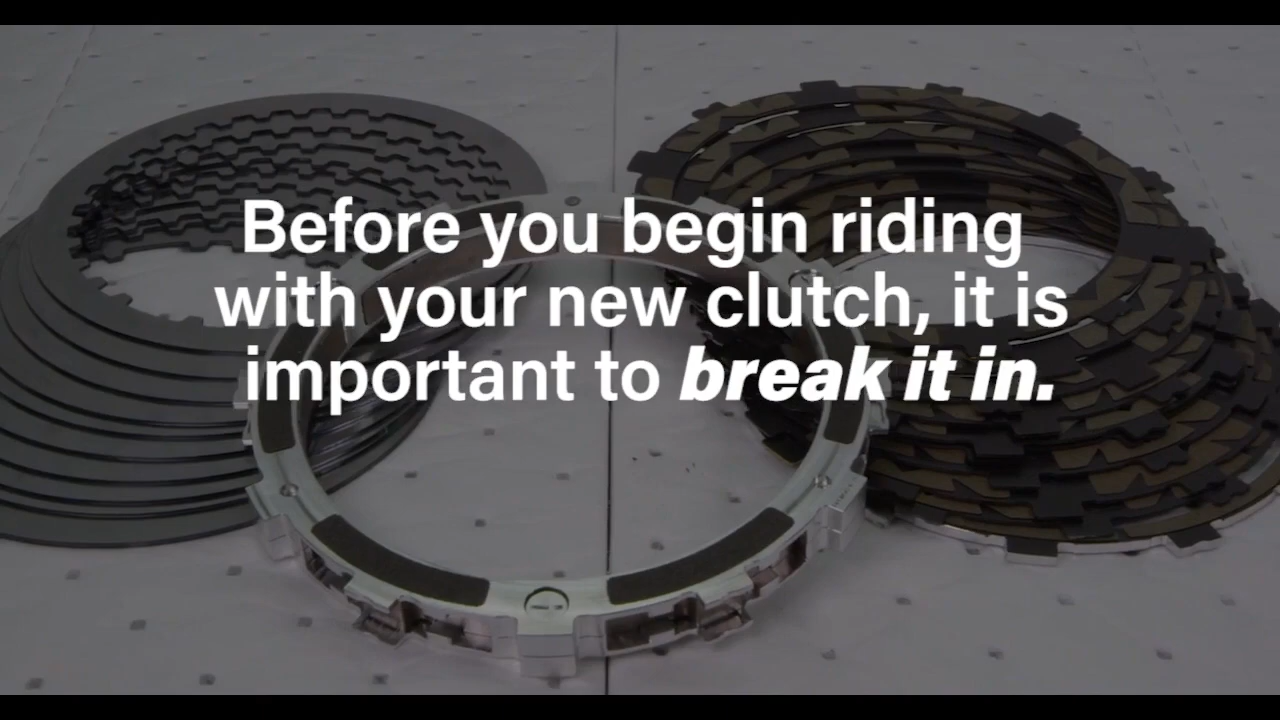 Before you begin riding
with your new clutch, it is
important to break it in.